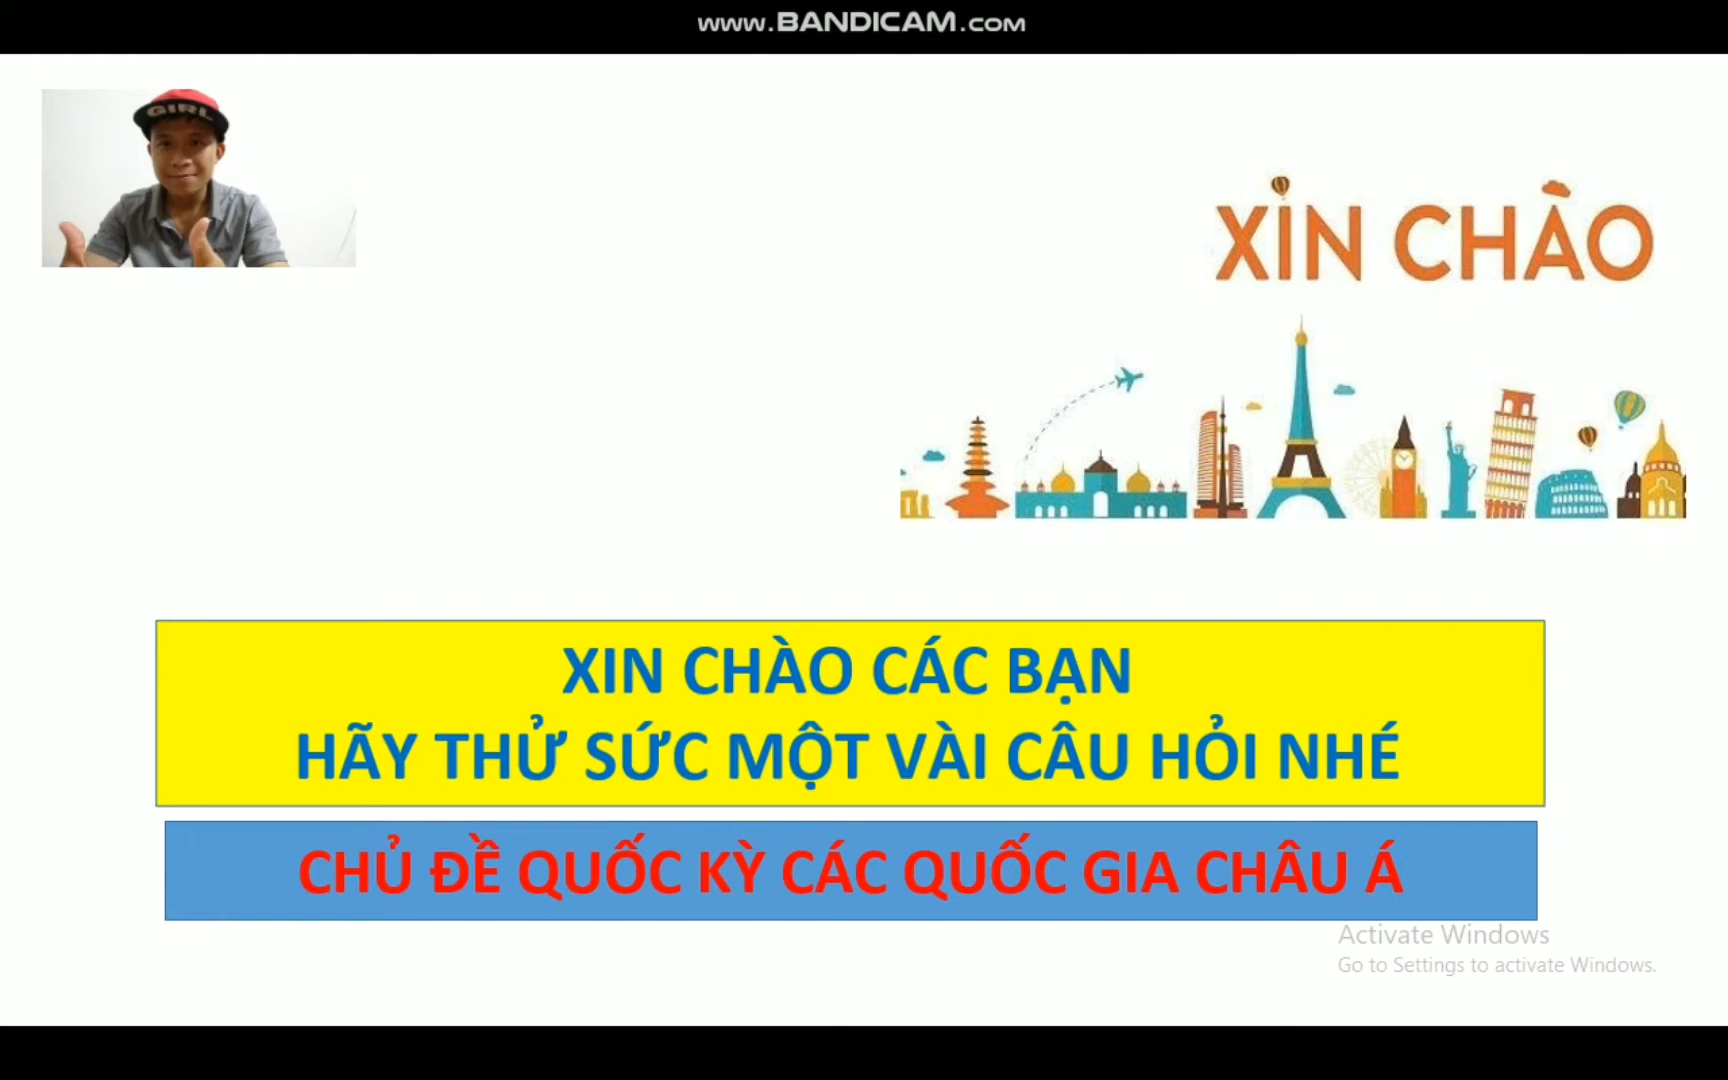 www.BANDICAM.com
GIRL
XIN CHÀO
XIN CHÀO CÁC BẠN
HÃY THỬ SỨC MỘT VÀI CÂU HỎI NHÉ
CHỦ ĐỀ QUỐC KỲ CÁC QUỐC GIA CHÂU Á
Activate Windows
Go to Settings to activate Windows.